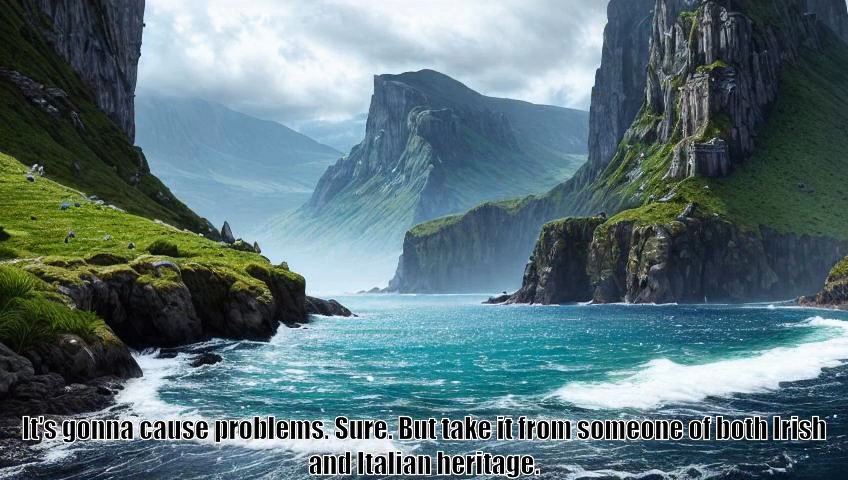 It's gonna cause problems. Sure. But take it from someone of both Irish
and Italian heritage.